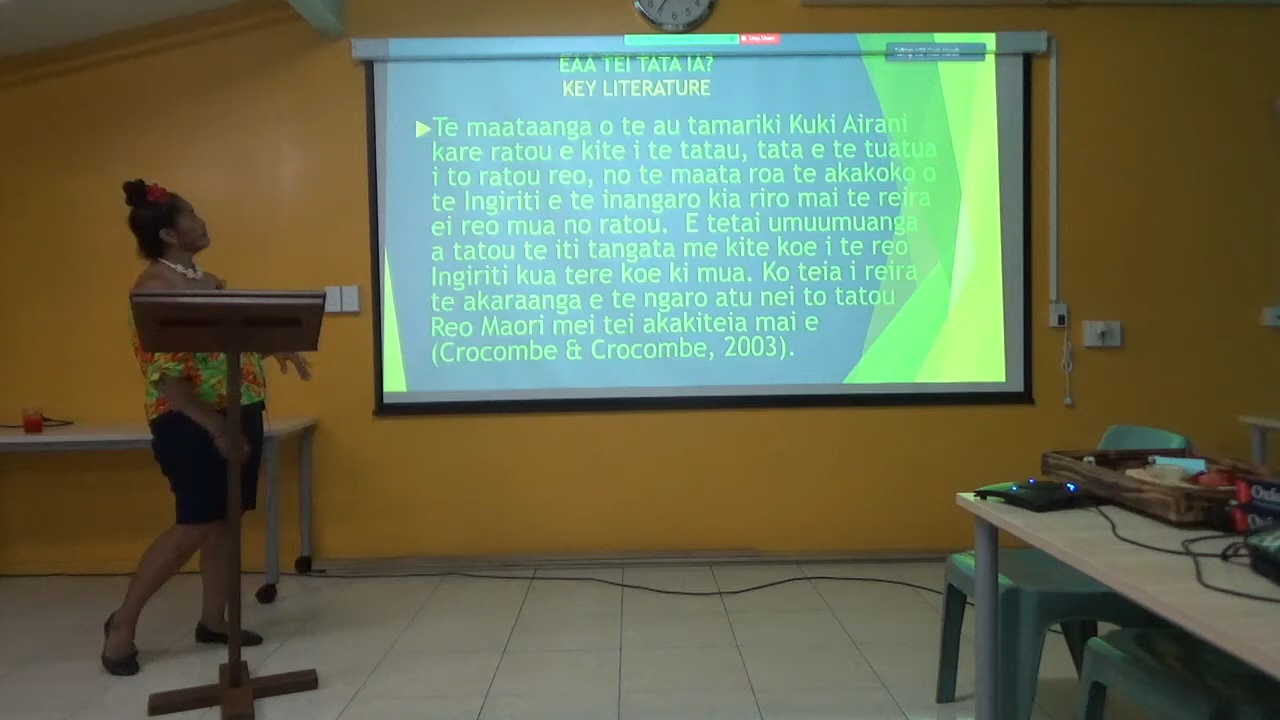 EAA TEI TATA IA?
KEY LITERATURE
Te maataanga o te au tamariki Kuki Airani
kare ratou e kite i te tatau, tata e te tuatua
i to ratou reo, no te maata roa te akakoko o
te Ingiriti e te inangaro kia riro mai te reira
ei reo mua no ratou. E tetai umuumuanga
a tatou te iti tangata me kite koe i te reo
Ingiriti kua tere koe ki mua. Ko teia i reira
te akaraanga e te ngaro atu nei to tatou
Reo Maori mei tei akakiteia mai e
(Crocombe & Crocombe, 2003).